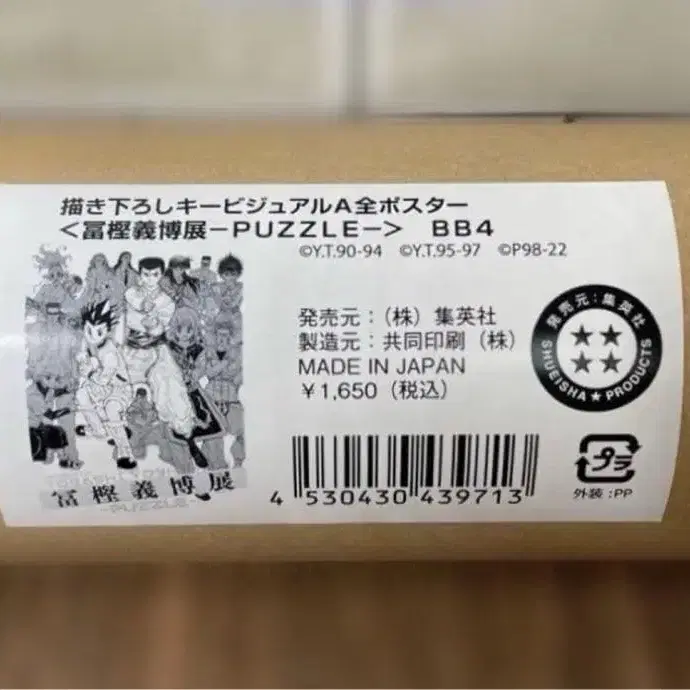 描き下ろしキービジュアルA全ポスター
<冨樫義博展-PUZZLE-> BB4
©Y.T.90-94 ©Y.T.95-97 ©P98-22
発売元：（株）集英社
製造元：共同印刷（株）
MADE IN JAPAN
￥1,650（税込）
発売元：集英社
SHUEISHA★PRODUCTS
冨樫義博展
-PUZZLE-
4 530430 439713
プラ
外装：PP